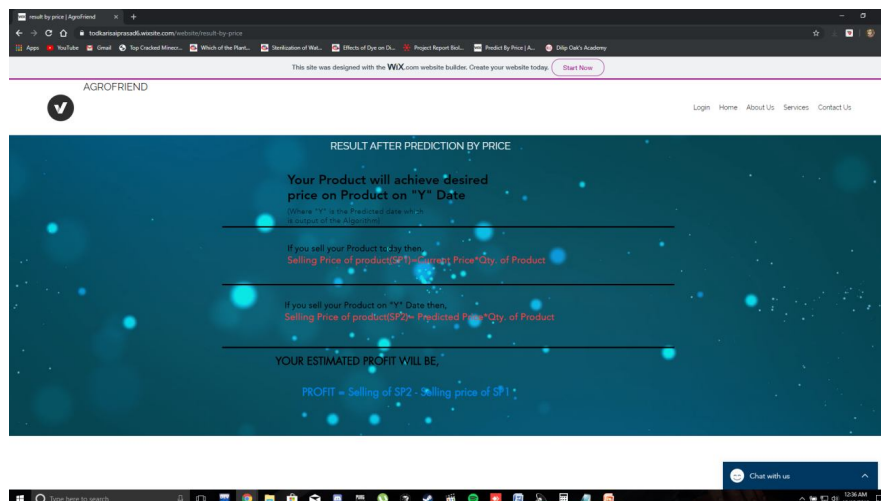 result by price | AgroFriend
todkarisaiprasad6.wixsite.com/website/result-by-price
Apps YouTube Gmail Top Cracked Minecr... Which of the Plant... Sterilization of Wat... Effects of Dye on Di... Project Report Biol... Predict By Price | A... Dilip Oak's Academy
This site was designed with the WiX.com website builder. Create your website today. Start Now
AGROFRIEND
Login Home About Us Services Contact Us
RESULT AFTER PREDICTION BY PRICE
Your Product will achieve desired
price on Product on "Y" Date
(Where "Y" is the Predicted date which
is output of the Algorithm)
If you sell your Product today then,
Selling Price of product(SP1)=Current Price*Qty. of Product
If you sell your Product on "Y" Date then,
Selling Price of product(SP2)= Predicted Price*Qty. of Product
YOUR ESTIMATED PROFIT WILL BE,
PROFIT = Selling of SP2 - Selling price of SP1
Chat with us
Type here to search
12:36 AM